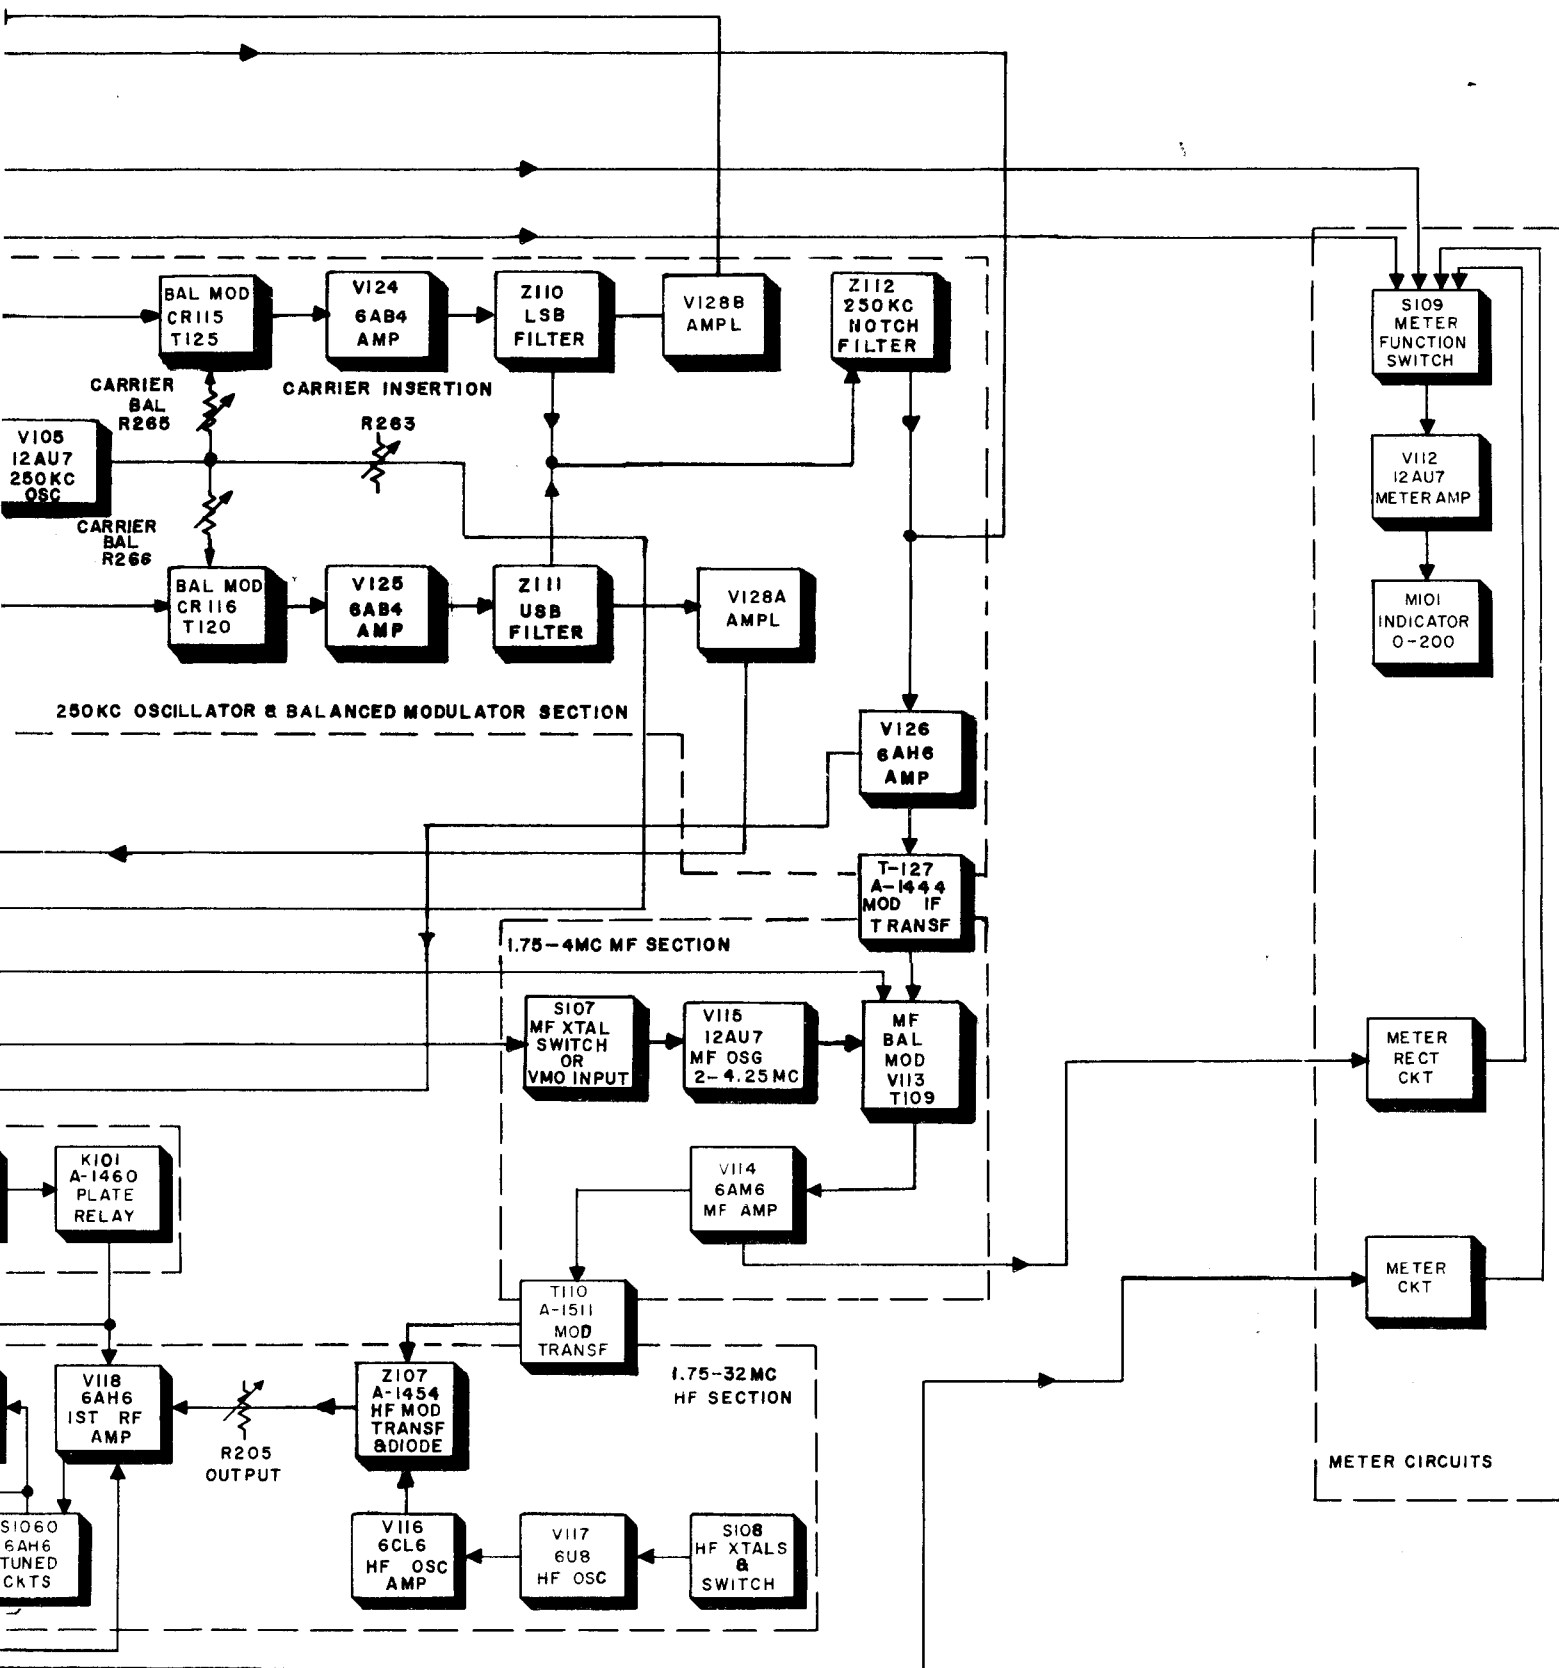 BAL MOD
CR115
T125
V124
6AB4
AMP
Z110
LSB
FILTER
V128B
AMPL
Z112
250KC
NOTCH
FILTER
S109
METER
FUNCTION
SWITCH
CARRIER
BAL
R265
CARRIER INSERTION
R263
V105
12AU7
250KC
OSC
V112
12AU7
METER AMP
CARRIER
BAL
R266
BAL MOD
CR116
T120
V125
6AB4
AMP
Z111
USB
FILTER
V128A
AMPL
M101
INDICATOR
0-200
250KC OSCILLATOR & BALANCED MODULATOR SECTION
V126
6AH6
AMP
T-127
A-1444
MOD IF
TRANSF
1.75-4MC MF SECTION
S107
MF XTAL
SWITCH
OR
VMO INPUT
V115
12AU7
MF OSG
2-4.25MC
MF
BAL
MOD
V113
T109
METER
RECT
CKT
K101
A-1460
PLATE
RELAY
V114
6AM6
MF AMP
METER
CKT
T110
A-1511
MOD
TRANSF
1.75-32MC
HF SECTION
V118
6AH6
1ST RF
AMP
R205
OUTPUT
Z107
A-1454
HF MOD
TRANSF
&DIODE
METER CIRCUITS
S1060
6AH6
TUNED
CKTS
V116
6CL6
HF OSC
AMP
V117
6U8
HF OSC
S108
HF XTALS
&
SWITCH